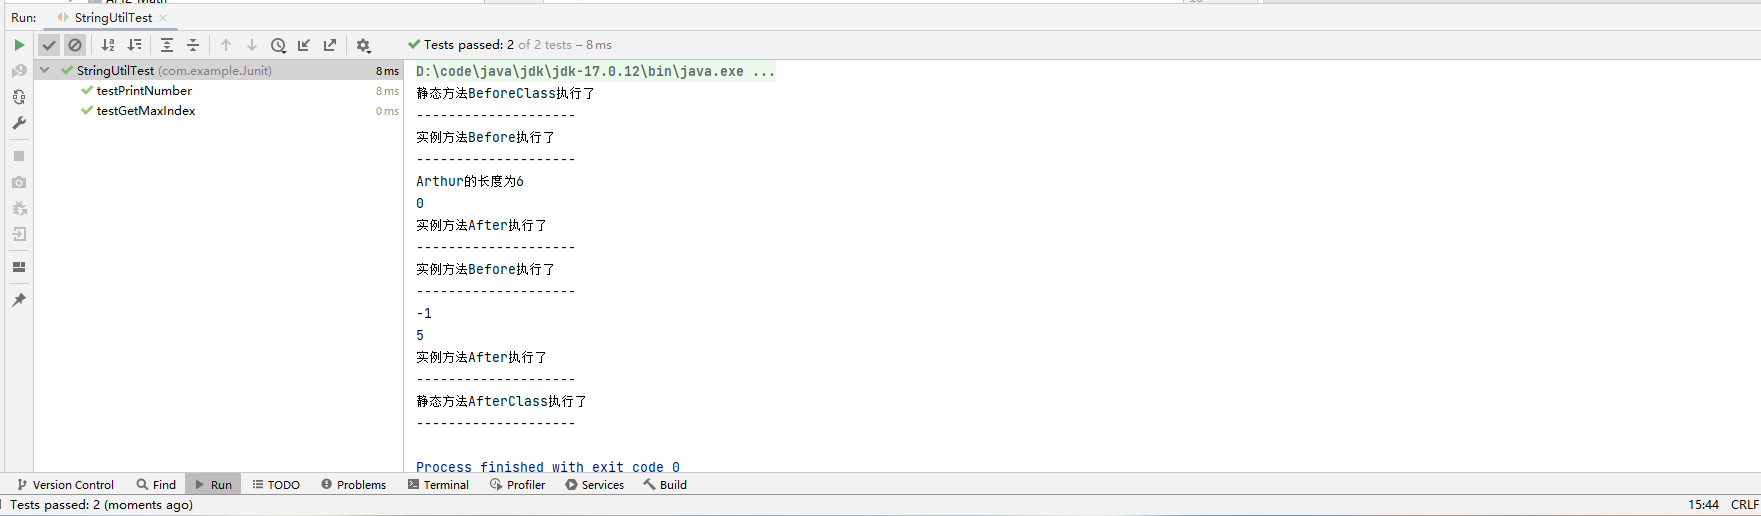 Run: StringUtilTest
Tests passed: 2 of 2 tests – 8 ms
StringUtilTest (com.example.Junit) 8 ms
testPrintNumber 8 ms
testGetMaxIndex 0 ms
D:\code\java\jdk\jdk-17.0.12\bin\java.exe ...
静态方法BeforeClass执行了
--------------------
实例方法Before执行了
--------------------
Arthur的长度为6
0
实例方法After执行了
--------------------
实例方法Before执行了
--------------------
-1
5
实例方法After执行了
--------------------
静态方法AfterClass执行了
--------------------
Process finished with exit code 0
Version Control Find Run TODO Problems Terminal Profiler Services Build
Tests passed: 2 (moments ago) 15:44 CRLF